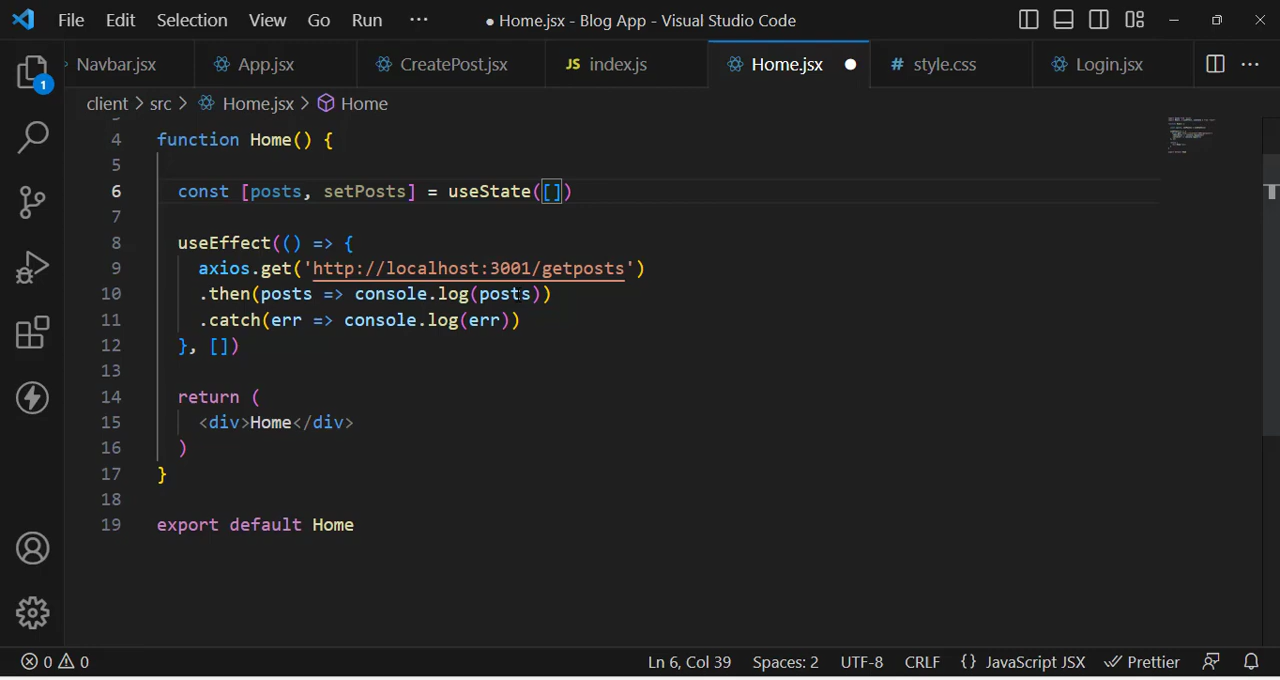 File Edit Selection View Go Run ··· ● Home.jsx - Blog App - Visual Studio Code
Navbar.jsx App.jsx CreatePost.jsx JS index.js Home.jsx ● # style.css Login.jsx ···
client > src > Home.jsx > Home
4 function Home() {
5
6 const [posts, setPosts] = useState([])
7
8 useEffect(() => {
9 axios.get('http://localhost:3001/getposts')
10 .then(posts => console.log(posts))
11 .catch(err => console.log(err))
12 }, [])
13
14 return (
15 <div>Home</div>
16 )
17 }
18
19 export default Home
1
0 0 Ln 6, Col 39 Spaces: 2 UTF-8 CRLF {} JavaScript JSX Prettier